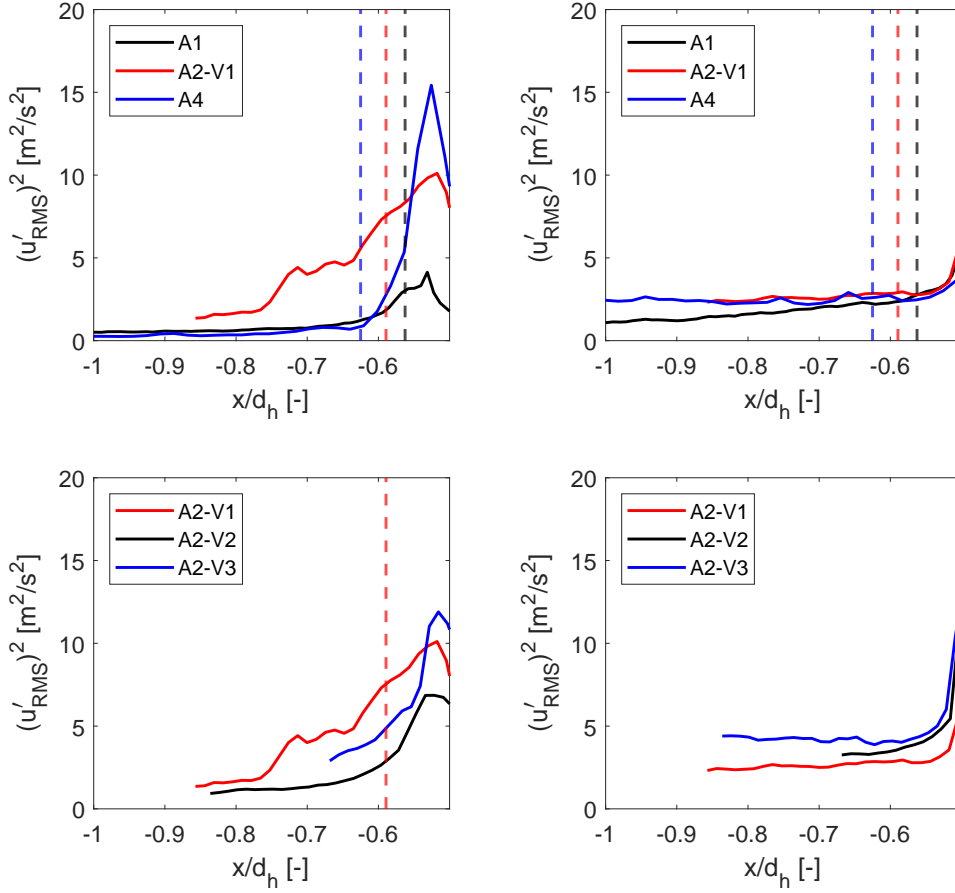 20
15
10
5
0
(u'RMS)² [m²/s²]
A1
A2-V1
A4
-1 -0.9 -0.8 -0.7 -0.6
x/dh [-]
20
15
10
5
0
(u'RMS)² [m²/s²]
A1
A2-V1
A4
-1 -0.9 -0.8 -0.7 -0.6 -0.5
x/dh [-]
20
15
10
5
0
(u'RMS)² [m²/s²]
A2-V1
A2-V2
A2-V3
-1 -0.9 -0.8 -0.7 -0.6
x/dh [-]
20
15
10
5
0
(u'RMS)² [m²/s²]
A2-V1
A2-V2
A2-V3
-1 -0.9 -0.8 -0.7 -0.6 -0.5
x/dh [-]